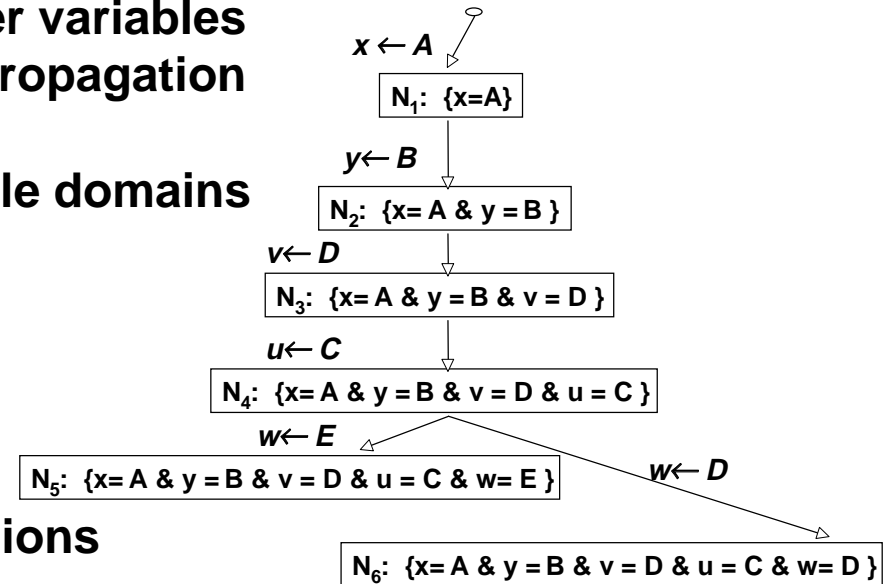 er variables
x ← A
ropagation
N₁: {x=A}
y← B
le domains
N₂: {x= A & y = B }
v← D
N₃: {x= A & y = B & v = D }
u← C
N₄: {x= A & y = B & v = D & u = C }
w← E
w← D
N₅: {x= A & y = B & v = D & u = C & w= E }
ions
N₆: {x= A & y = B & v = D & u = C & w= D }